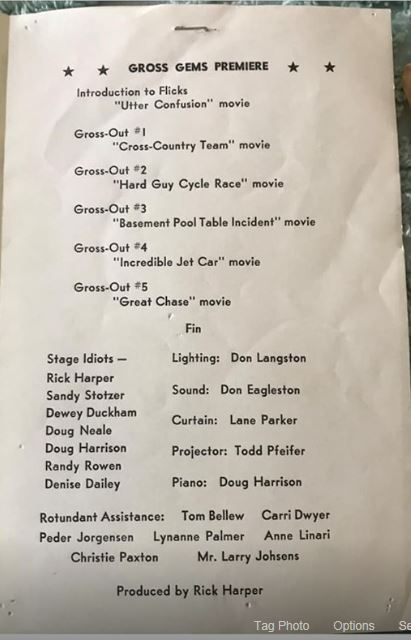 ★ ★ GROSS GEMS PREMIERE ★ ★
Introduction to Flicks
"Utter Confusion" movie
Gross-Out #1
"Cross-Country Team" movie
Gross-Out #2
"Hard Guy Cycle Race" movie
Gross-Out #3
"Basement Pool Table Incident" movie
Gross-Out #4
"Incredible Jet Car" movie
Gross-Out #5
"Great Chase" movie
Fin
Stage Idiots —
Rick Harper
Sandy Stotzer
Dewey Duckham
Doug Neale
Doug Harrison
Randy Rowen
Denise Dailey
Lighting: Don Langston
Sound: Don Eagleston
Curtain: Lane Parker
Projector: Todd Pfeifer
Piano: Doug Harrison
Rotundant Assistance: Tom Bellew Carri Dwyer
Peder Jorgensen Lynanne Palmer Anne Linari
Christie Paxton Mr. Larry Johsens
Produced by Rick Harper
Tag Photo Options Se